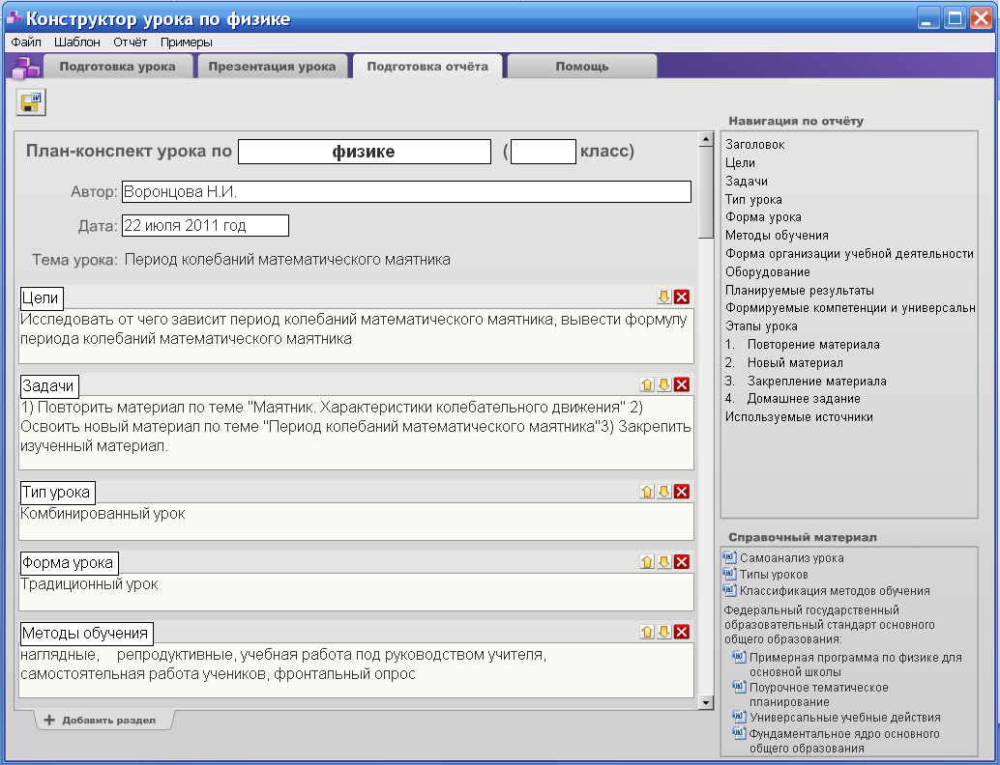 Конструктор урока по физике
Файл Шаблон Отчёт Примеры
Подготовка урока Презентация урока Подготовка отчёта Помощь
План-конспект урока по физике ( класс)
Автор: Воронцова Н.И.
Дата: 22 июля 2011 год
Тема урока: Период колебаний математического маятника
Цели
Исследовать от чего зависит период колебаний математического маятника, вывести формулу
периода колебаний математического маятника
Задачи
1) Повторить материал по теме "Маятник. Характеристики колебательного движения" 2)
Освоить новый материал по теме "Период колебаний математического маятника"3) Закрепить
изученный материал.
Тип урока
Комбинированный урок
Форма урока
Традиционный урок
Методы обучения
наглядные, репродуктивные, учебная работа под руководством учителя,
самостоятельная работа учеников, фронтальный опрос
Добавить раздел
Навигация по отчёту
Заголовок
Цели
Задачи
Тип урока
Форма урока
Методы обучения
Форма организации учебной деятельности
Оборудование
Планируемые результаты
Формируемые компетенции и универсальн
Этапы урока
1. Повторение материала
2. Новый материал
3. Закрепление материала
4. Домашнее задание
Используемые источники
Справочный материал
Самоанализ урока
Типы уроков
Классификация методов обучения
Федеральный государственный
образовательный стандарт основного
общего образования:
Примерная программа по физике для
основной школы
Поурочное тематическое
планирование
Универсальные учебные действия
Фундаментальное ядро основного
общего образования